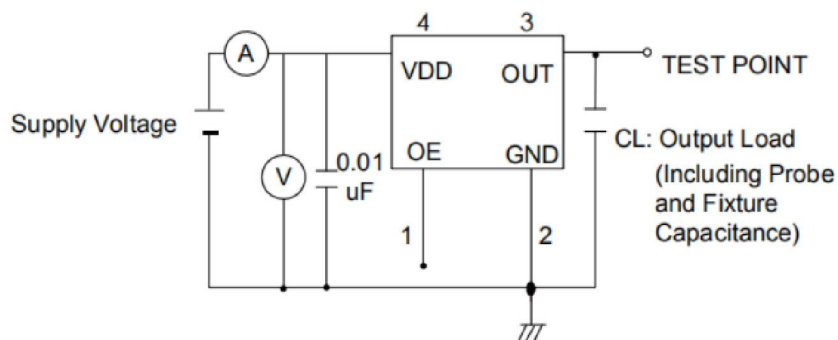 4
3
A
VDD
OUT
TEST POINT
Supply Voltage
V
0.01
uF
OE
GND
CL: Output Load
(Including Probe
and Fixture
Capacitance)
1
2